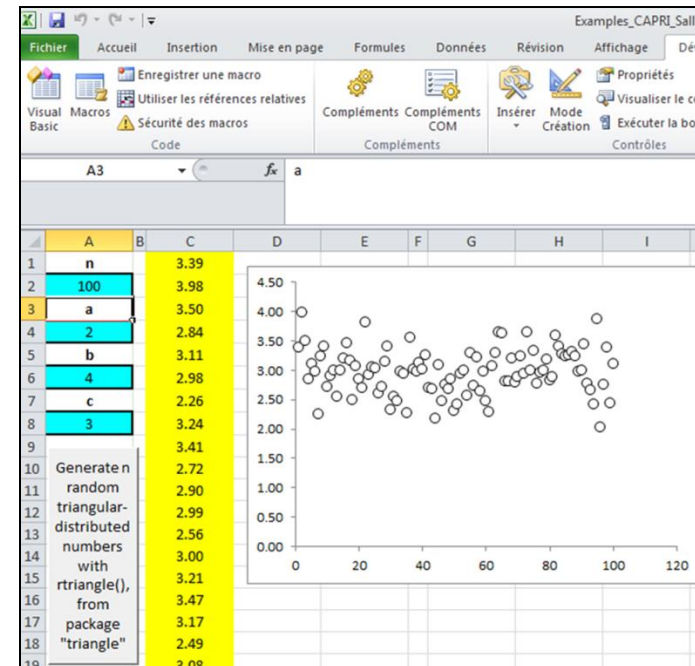 Examples_CAPRI_Sall
Fichier Accueil Insertion Mise en page Formules Données Révision Affichage Dé
Visual Basic
Macros
Enregistrer une macro
Utiliser les références relatives
Sécurité des macros
Code
Compléments
Compléments COM
Compléments
Insérer
Mode Création
Propriétés
Visualiser le c
Exécuter la bo
Contrôles
A3 fx a
A B C D E F G H I
1 n 3.39
2 100 3.98
3 a 3.50
4 2 2.84
5 b 3.11
6 4 2.98
7 c 2.26
8 3 3.24
9 3.41
10 2.72
11 2.90
12 2.99
13 2.56
14 3.00
15 3.21
16 3.47
17 3.17
18 2.49
19 3.08
Generate n
random
triangular-
distributed
numbers
with
rtriangle(),
from
package
"triangle"
4.50
4.00
3.50
3.00
2.50
2.00
1.50
1.00
0.50
0.00
0 20 40 60 80 100 120